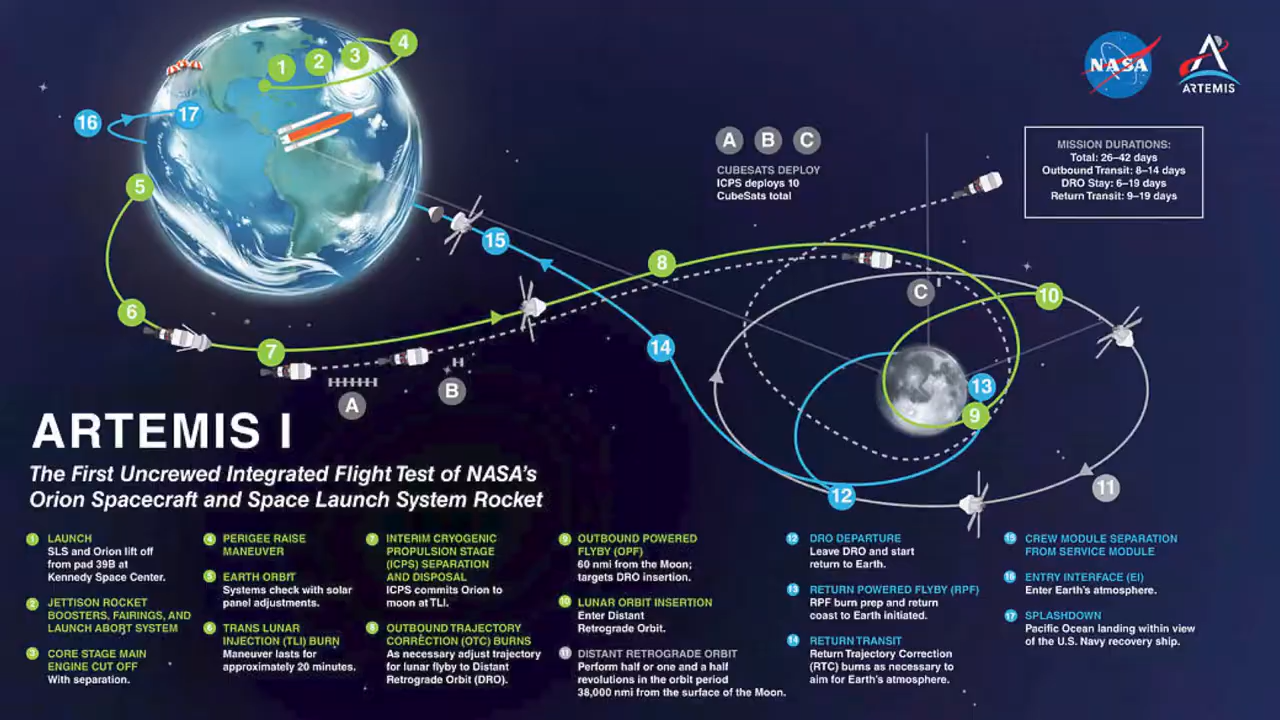 1
2
3
4
NASA
ARTEMIS
16
17
A B C
CUBESATS DEPLOY
ICPS deploys 10
CubeSats total
MISSION DURATIONS:
Total: 26–42 days
Outbound Transit: 8–14 days
DRO Stay: 6–19 days
Return Transit: 9–19 days
5
15
8
C
10
6
7
14
A
B
13
9
12
11
ARTEMIS I
The First Uncrewed Integrated Flight Test of NASA's
Orion Spacecraft and Space Launch System Rocket
1 LAUNCH
SLS and Orion lift off
from pad 39B at
Kennedy Space Center.
2 JETTISON ROCKET
BOOSTERS, FAIRINGS, AND
LAUNCH ABORT SYSTEM
3 CORE STAGE MAIN
ENGINE CUT OFF
With separation.
4 PERIGEE RAISE
MANEUVER
5 EARTH ORBIT
Systems check with solar
panel adjustments.
6 TRANS LUNAR
INJECTION (TLI) BURN
Maneuver lasts for
approximately 20 minutes.
7 INTERIM CRYOGENIC
PROPULSION STAGE
(ICPS) SEPARATION
AND DISPOSAL
ICPS commits Orion to
moon at TLI.
8 OUTBOUND TRAJECTORY
CORRECTION (OTC) BURNS
As necessary adjust trajectory
for lunar flyby to Distant
Retrograde Orbit (DRO).
9 OUTBOUND POWERED
FLYBY (OPF)
60 nmi from the Moon;
targets DRO insertion.
10 LUNAR ORBIT INSERTION
Enter Distant
Retrograde Orbit.
11 DISTANT RETROGRADE ORBIT
Perform half or one and a half
revolutions in the orbit period
38,000 nmi from the surface of the Moon.
12 DRO DEPARTURE
Leave DRO and start
return to Earth.
13 RETURN POWERED FLYBY (RPF)
RPF burn prep and return
coast to Earth initiated.
14 RETURN TRANSIT
Return Trajectory Correction
(RTC) burns as necessary to
aim for Earth's atmosphere.
15 CREW MODULE SEPARATION
FROM SERVICE MODULE
16 ENTRY INTERFACE (EI)
Enter Earth's atmosphere.
17 SPLASHDOWN
Pacific Ocean landing within view
of the U.S. Navy recovery ship.